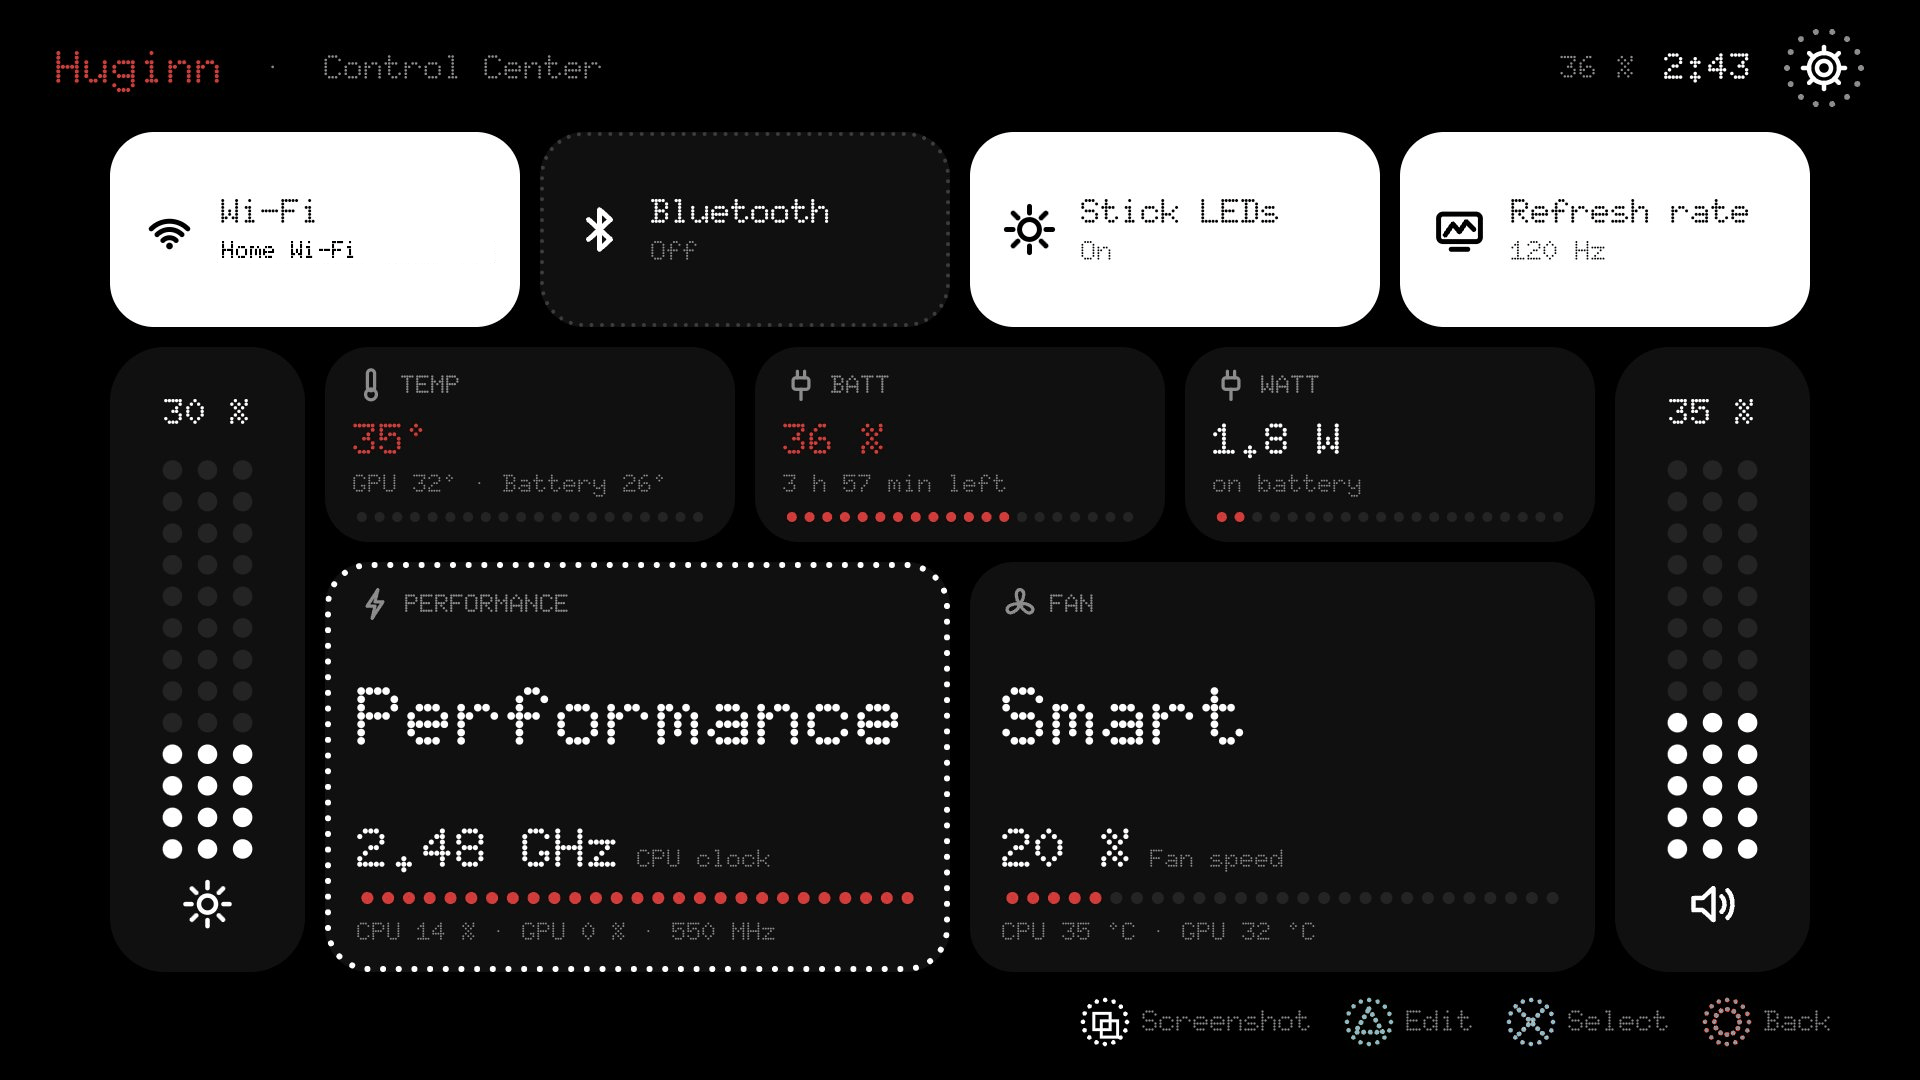 Huginn · Control Center
36 % 2:43
Wi-Fi
Home Wi-Fi
Bluetooth
Off
Stick LEDs
On
Refresh rate
120 Hz
30 %
TEMP
35°
GPU 32° · Battery 26°
BATT
36 %
3 h 57 min left
WATT
1,8 W
on battery
35 %
PERFORMANCE
Performance
2,48 GHz CPU clock
CPU 14 % · GPU 0 % · 550 MHz
FAN
Smart
20 % Fan speed
CPU 35 °C · GPU 32 °C
Screenshot Edit Select Back